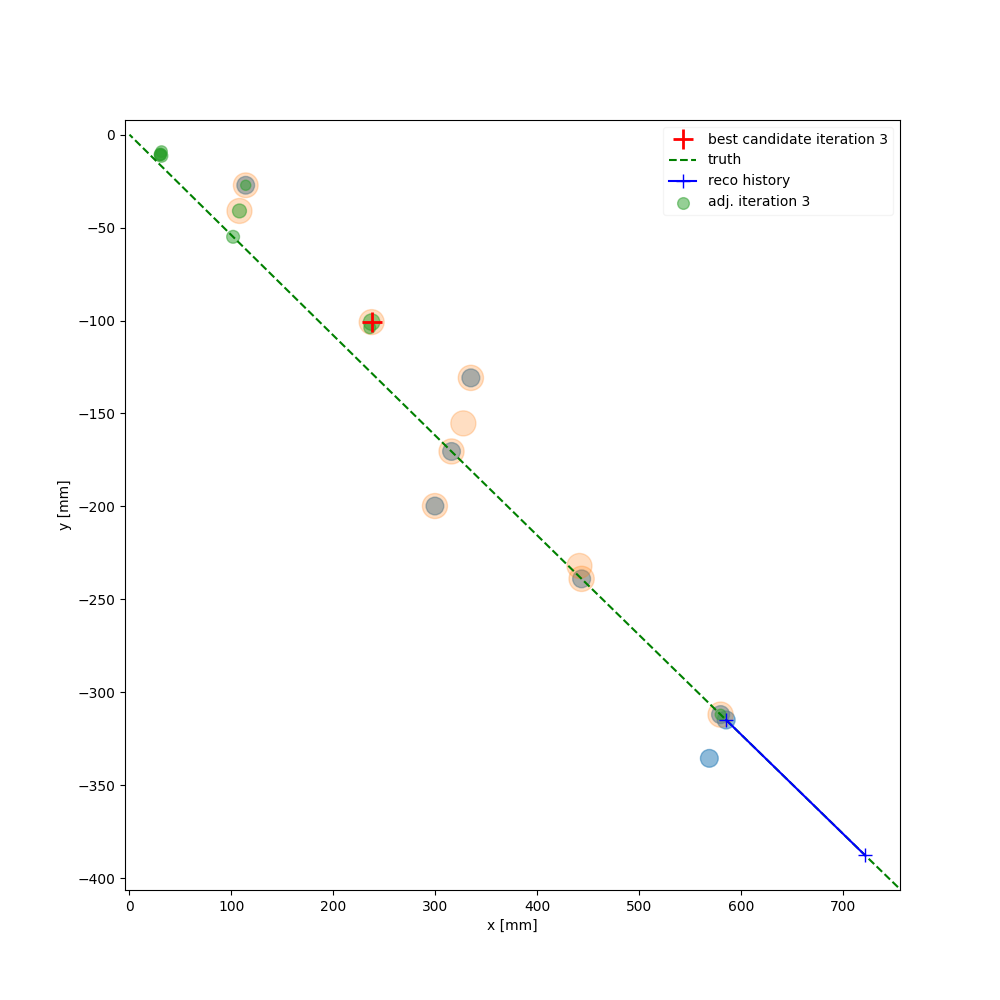 best candidate iteration 3
truth
reco history
adj. iteration 3
0
−50
−100
−150
−200
−250
−300
−350
−400
y [mm]
0 100 200 300 400 500 600 700
x [mm]